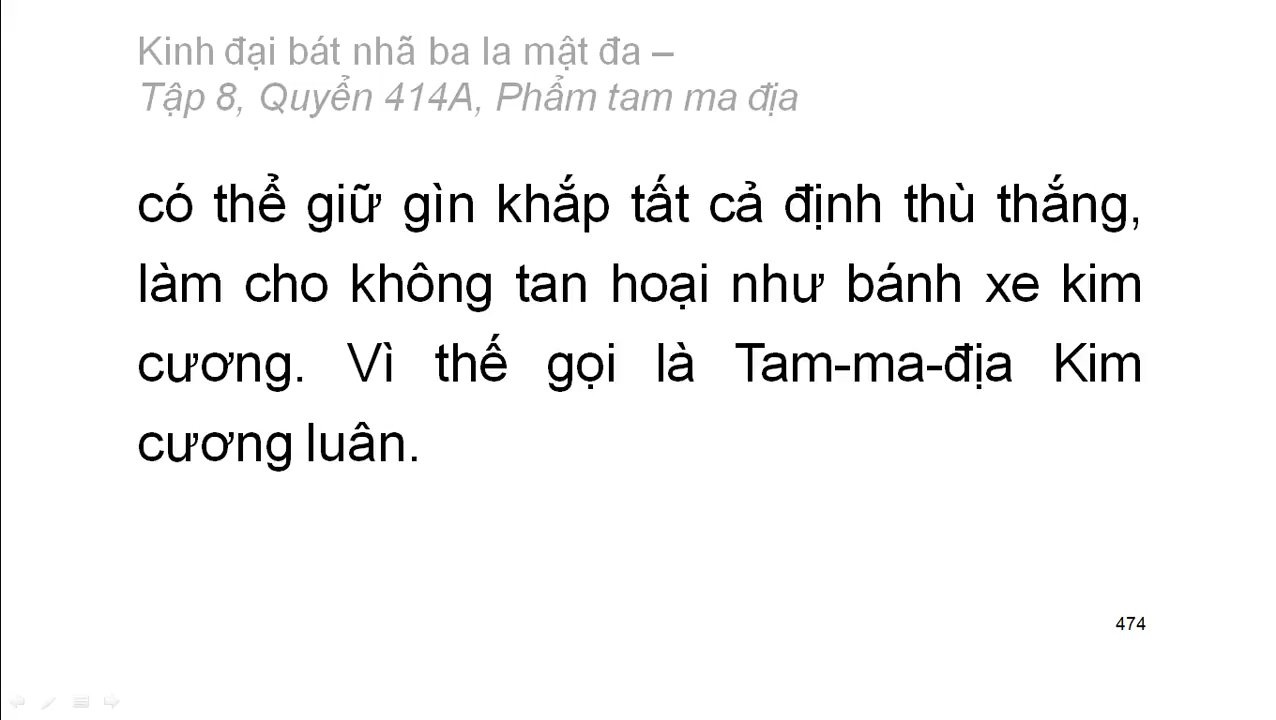 Kinh đại bát nhã ba la mật đa –
Tập 8, Quyển 414A, Phẩm tam ma địa
có thể giữ gìn khắp tất cả định thù thắng,
làm cho không tan hoại như bánh xe kim
cương. Vì thế gọi là Tam-ma-địa Kim
cương luân.
474